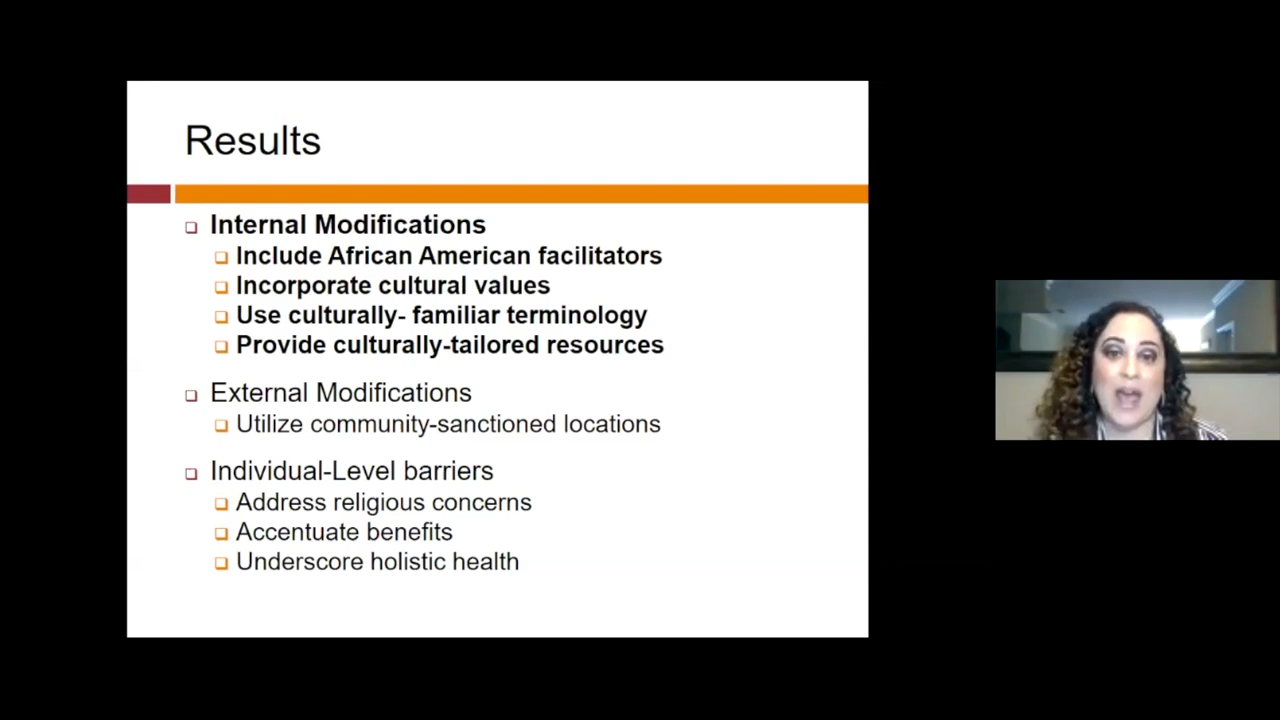 Results
Internal Modifications
Include African American facilitators
Incorporate cultural values
Use culturally- familiar terminology
Provide culturally-tailored resources
External Modifications
Utilize community-sanctioned locations
Individual-Level barriers
Address religious concerns
Accentuate benefits
Underscore holistic health